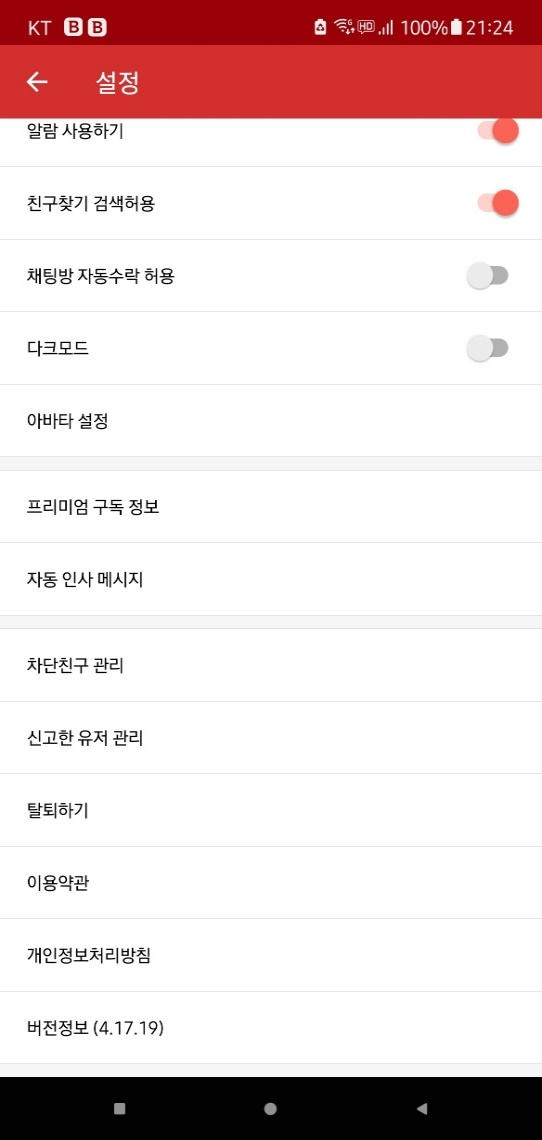 KT B B HD 100% 21:24
설정
알람 사용하기
친구찾기 검색허용
채팅방 자동수락 허용
다크모드
아바타 설정
프리미엄 구독 정보
자동 인사 메시지
차단친구 관리
신고한 유저 관리
탈퇴하기
이용약관
개인정보처리방침
버전정보 (4.17.19)